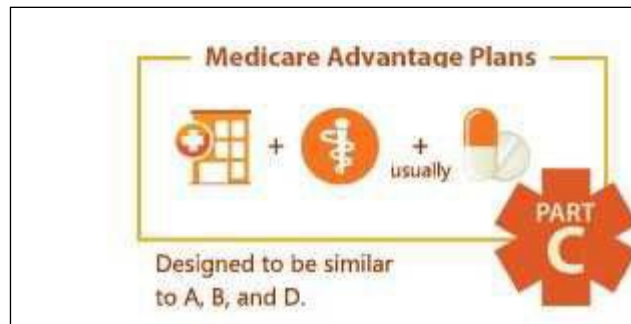 Medicare Advantage Plans
+
+
usually
PART
C
Designed to be similar
to A, B, and D.